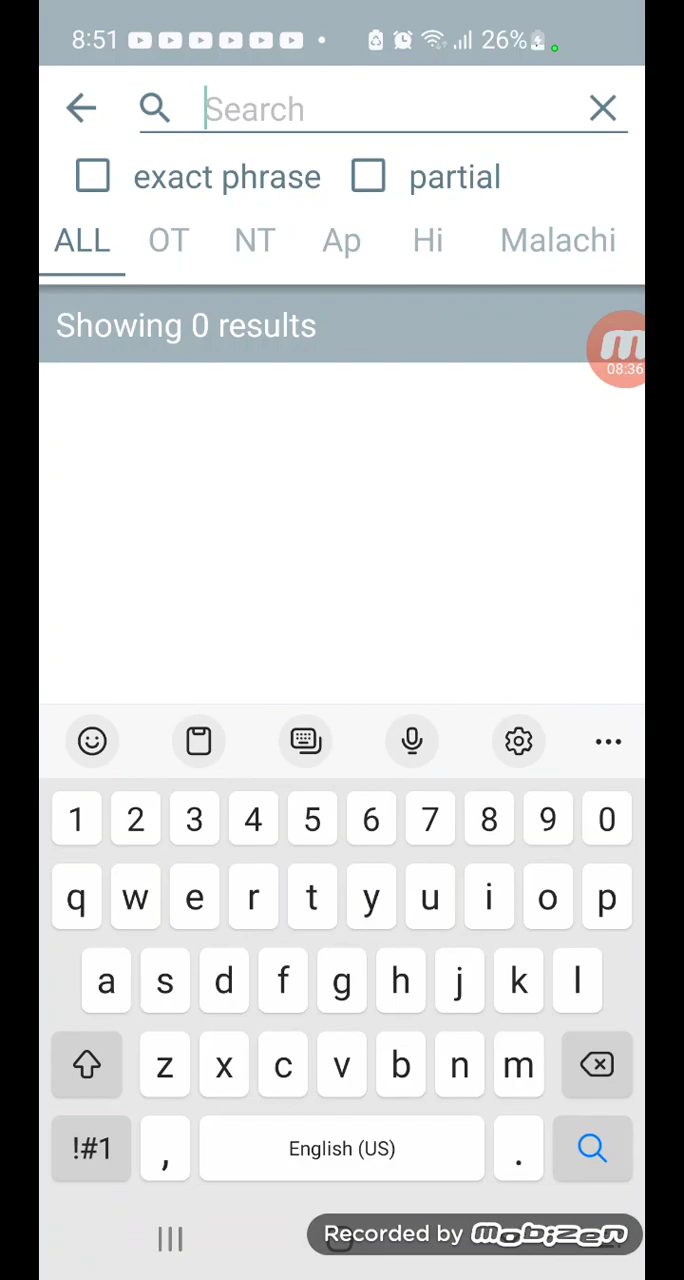 8:51 26%
Search
exact phrase partial
ALL OT NT Ap Hi Malachi
Showing 0 results
m
08:36
1 2 3 4 5 6 7 8 9 0
q w e r t y u i o p
a s d f g h j k l
z x c v b n m
!#1 , English (US) .
Recorded by mobizen